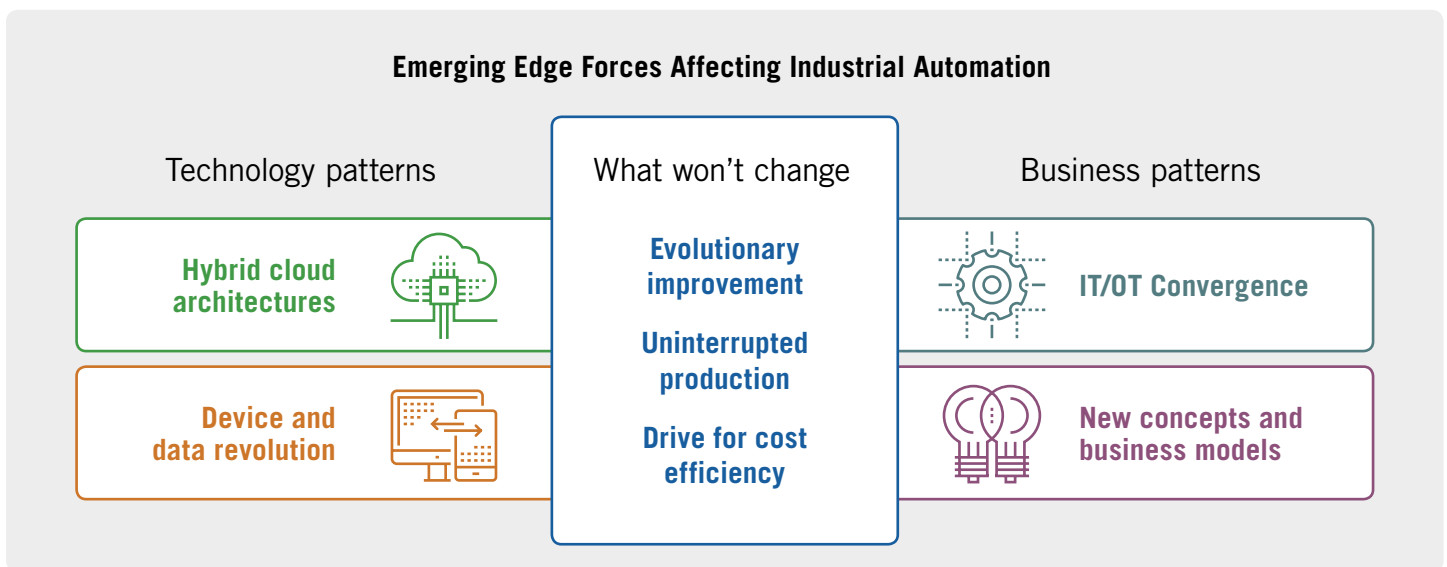 Emerging Edge Forces Affecting Industrial Automation
Technology patterns
Hybrid cloud
architectures
Device and
data revolution
What won't change
Evolutionary
improvement
Uninterrupted
production
Drive for cost
efficiency
Business patterns
IT/OT Convergence
New concepts and
business models